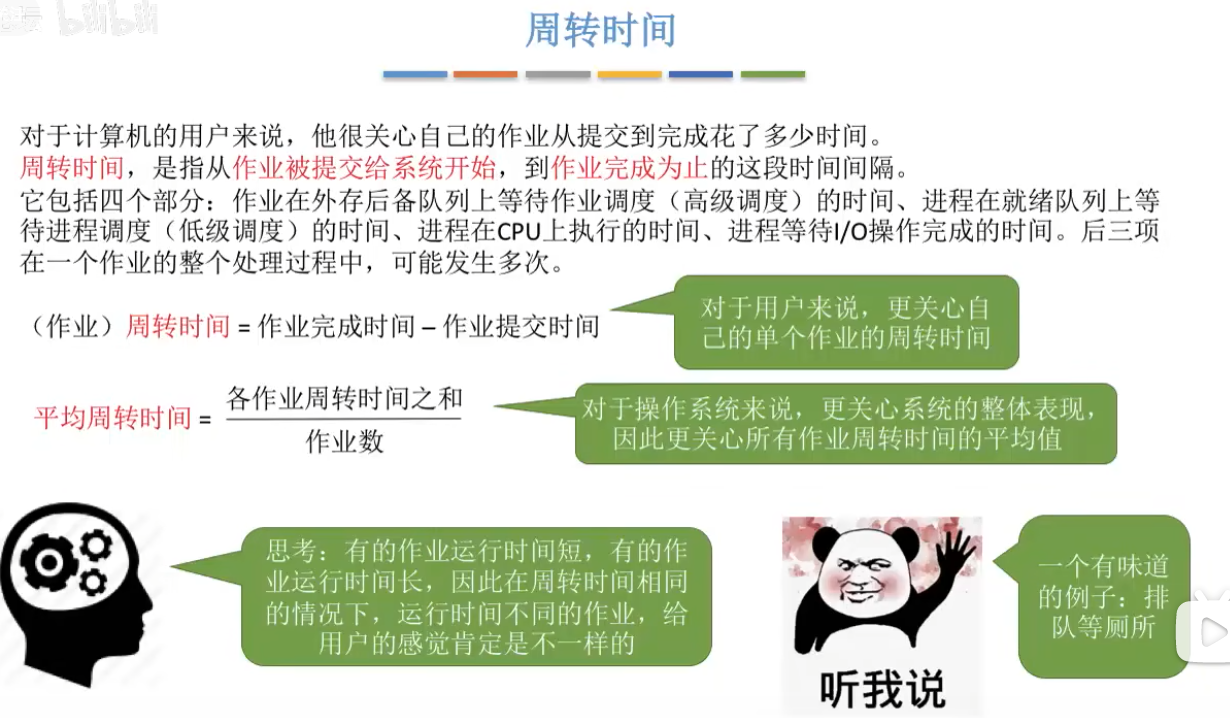 bilibili
周转时间
对于计算机的用户来说，他很关心自己的作业从提交到完成花了多少时间。
周转时间，是指从作业被提交给系统开始，到作业完成为止的这段时间间隔。
它包括四个部分：作业在外存后备队列上等待作业调度（高级调度）的时间、进程在就绪队列上等
待进程调度（低级调度）的时间、进程在CPU上执行的时间、进程等待I/O操作完成的时间。后三项
在一个作业的整个处理过程中，可能发生多次。
（作业）周转时间 = 作业完成时间 – 作业提交时间
对于用户来说，更关心自
己的单个作业的周转时间
平均周转时间 =
各作业周转时间之和
作业数
对于操作系统来说，更关心系统的整体表现，
因此更关心所有作业周转时间的平均值
思考：有的作业运行时间短，有的作
业运行时间长，因此在周转时间相同
的情况下，运行时间不同的作业，给
用户的感觉肯定是不一样的
听我说
一个有味道
的例子：排
队等厕所